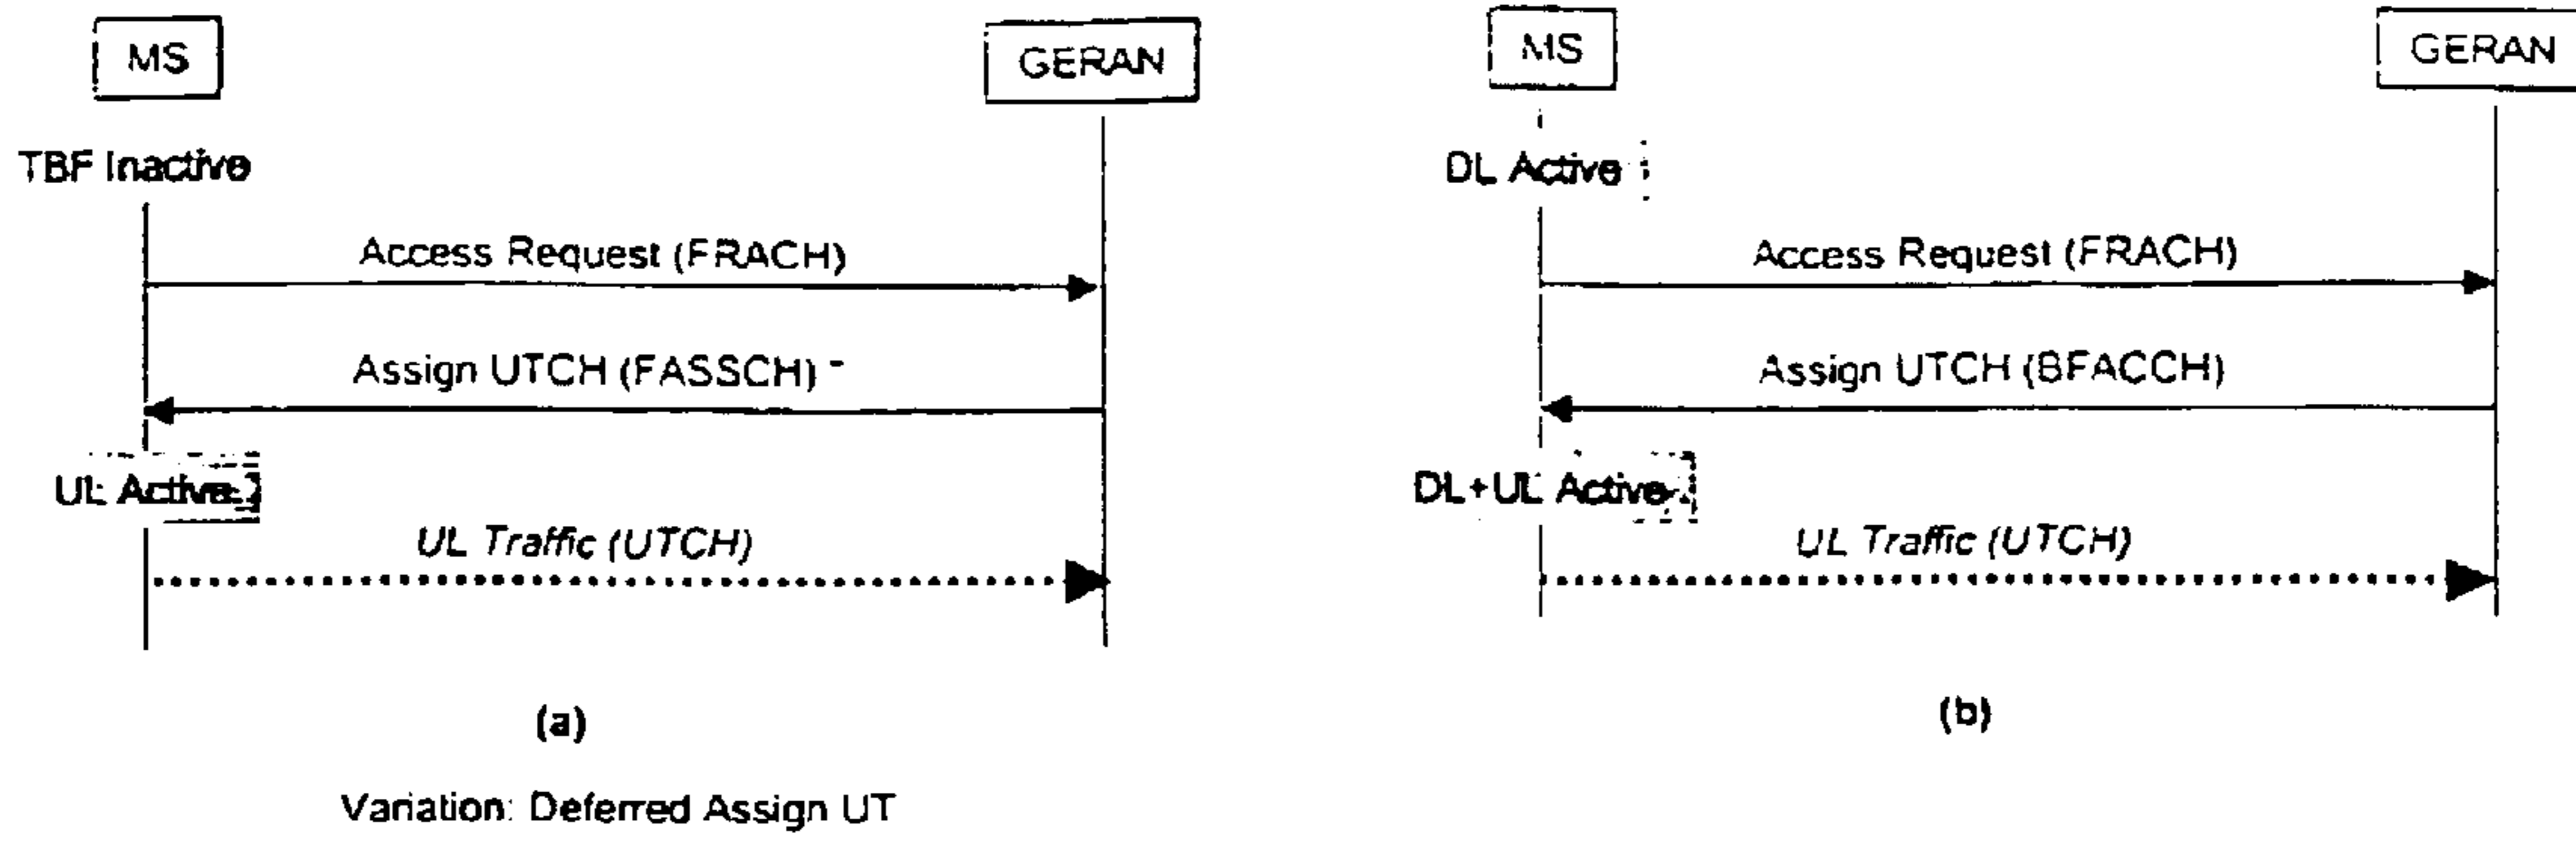 MS
GERAN
TBF Inactive
Access Request (FRACH)
Assign UTCH (FASSCH) -
UL Active
UL Traffic (UTCH)
(a)
Variation: Deferred Assign UT
MS
GERAN
DL Active
Access Request (FRACH)
Assign UTCH (BFACCH)
DL+UL Active
UL Traffic (UTCH)
(b)